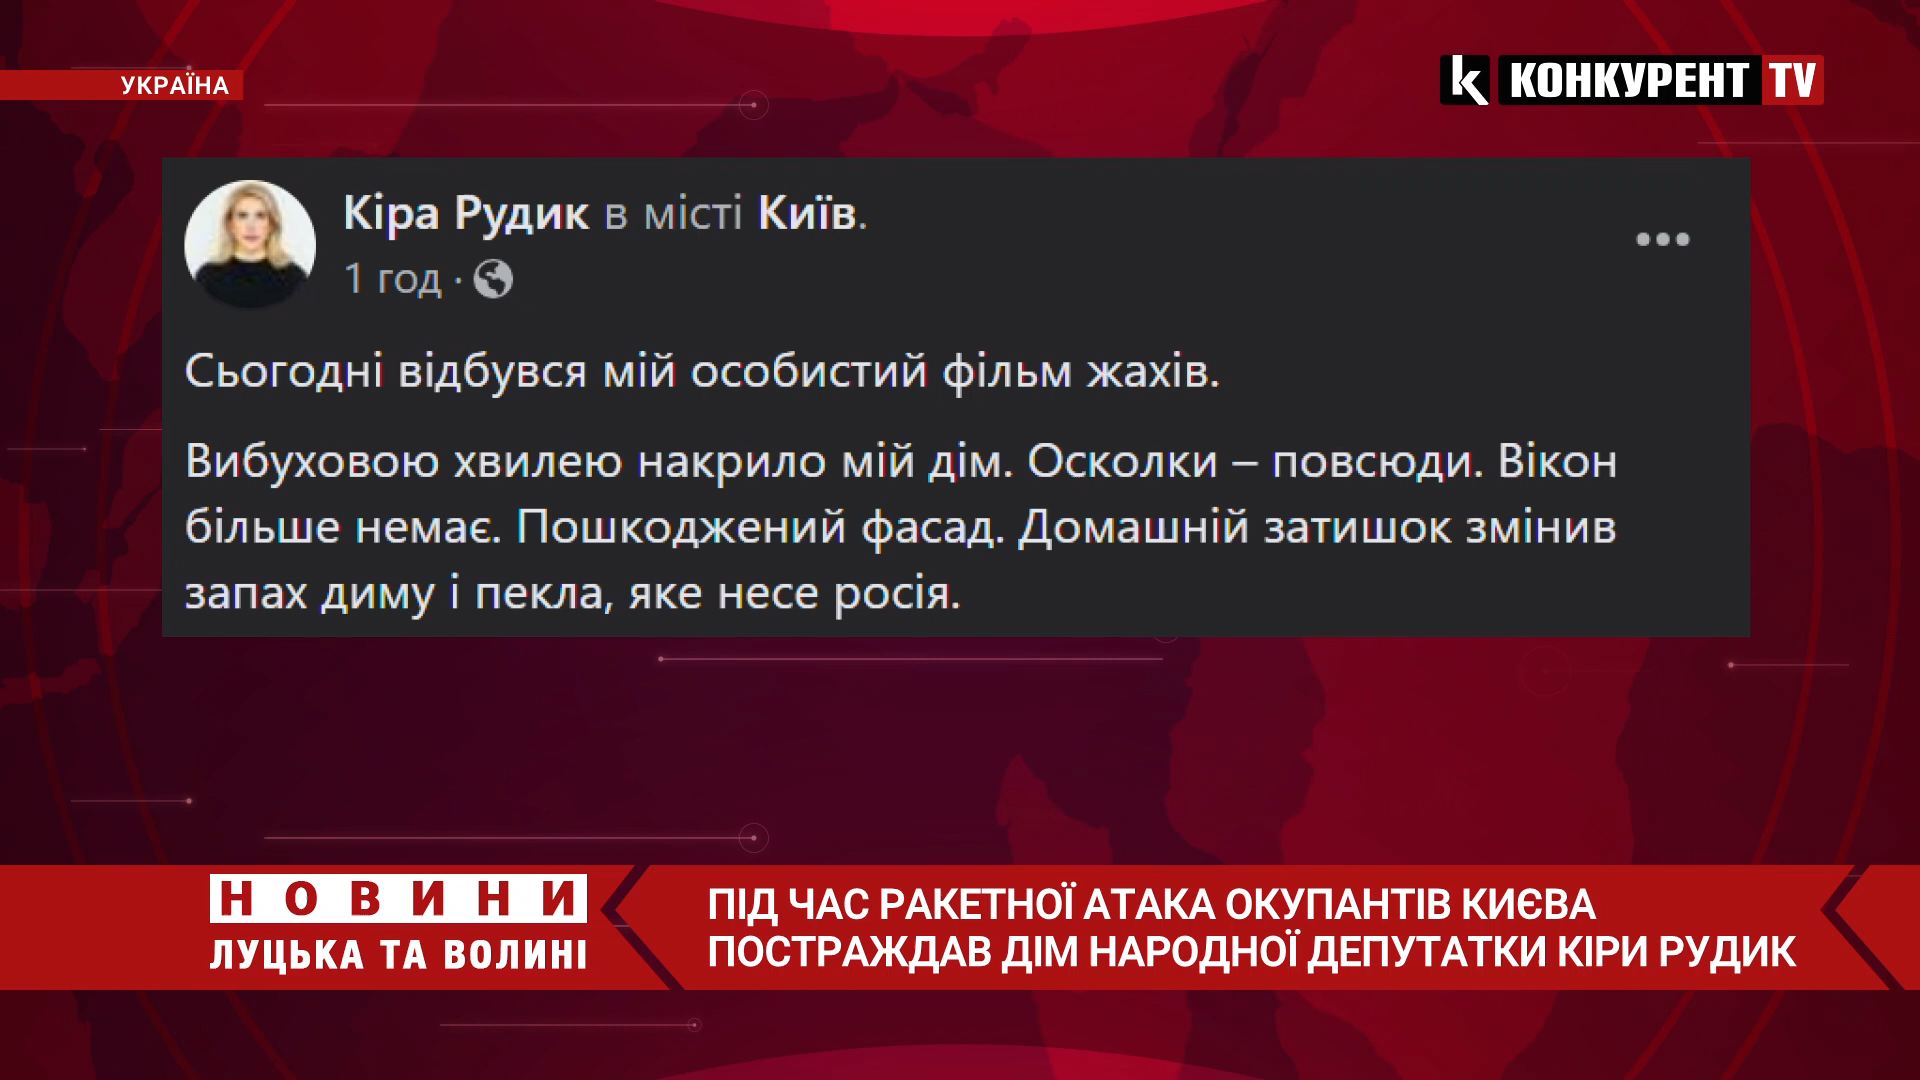 УКРАЇНА
k КОНКУРЕНТ TV
Кіра Рудик в місті Київ.
1 год ·
Сьогодні відбувся мій особистий фільм жахів.
Вибуховою хвилею накрило мій дім. Осколки – повсюди. Вікон
більше немає. Пошкоджений фасад. Домашній затишок змінив
запах диму і пекла, яке несе росія.
НОВИНИ
ЛУЦЬКА ТА ВОЛИНІ
ПІД ЧАС РАКЕТНОЇ АТАКА ОКУПАНТІВ КИЄВА
ПОСТРАЖДАВ ДІМ НАРОДНОЇ ДЕПУТАТКИ КІРИ РУДИК